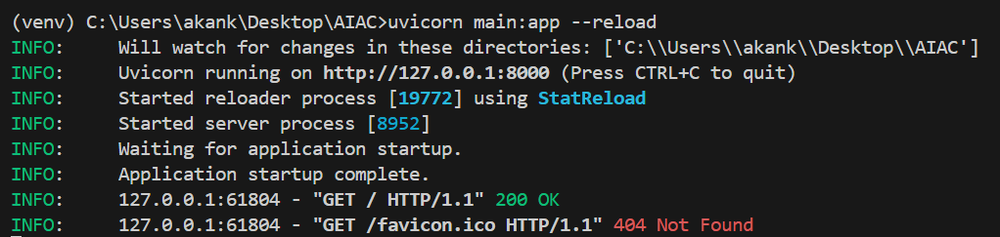 (venv) C:\Users\akank\Desktop\AIAC>uvicorn main:app --reload
INFO:     Will watch for changes in these directories: ['C:\\Users\\akank\\Desktop\\AIAC']
INFO:     Uvicorn running on http://127.0.0.1:8000 (Press CTRL+C to quit)
INFO:     Started reloader process [19772] using StatReload
INFO:     Started server process [8952]
INFO:     Waiting for application startup.
INFO:     Application startup complete.
INFO:     127.0.0.1:61804 - "GET / HTTP/1.1" 200 OK
INFO:     127.0.0.1:61804 - "GET /favicon.ico HTTP/1.1" 404 Not Found